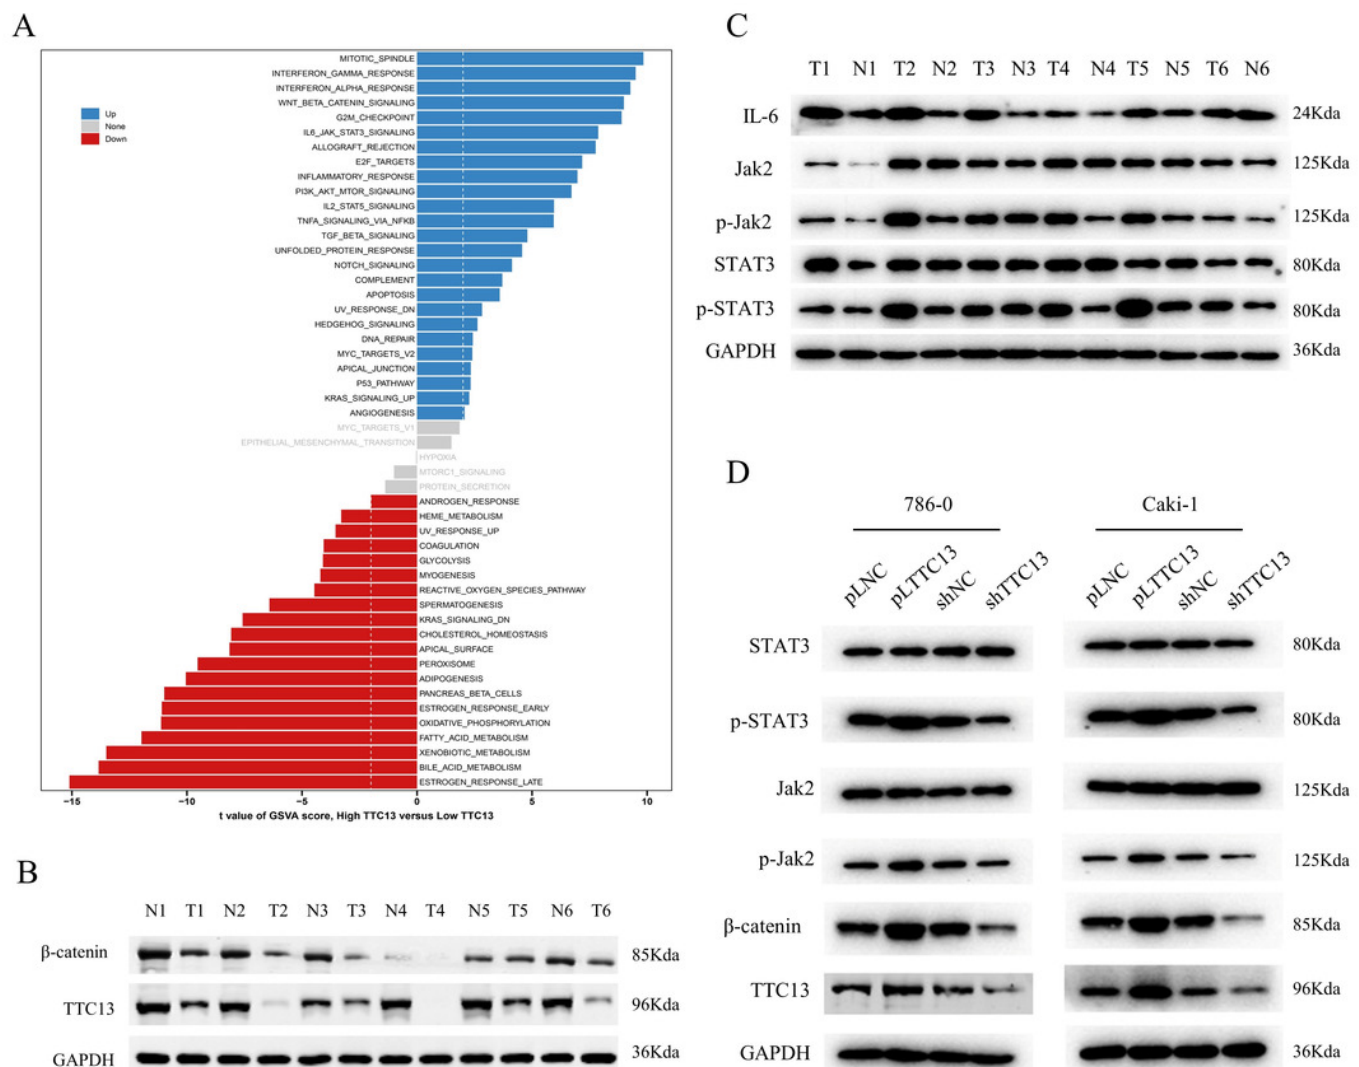 A
Up
None
Down
MITOTIC_SPINDLE
INTERFERON_GAMMA_RESPONSE
INTERFERON_ALPHA_RESPONSE
WNT_BETA_CATENIN_SIGNALING
G2M_CHECKPOINT
IL6_JAK_STAT3_SIGNALING
ALLOGRAFT_REJECTION
E2F_TARGETS
INFLAMMATORY_RESPONSE
PI3K_AKT_MTOR_SIGNALING
IL2_STAT5_SIGNALING
TNFA_SIGNALING_VIA_NFKB
TGF_BETA_SIGNALING
UNFOLDED_PROTEIN_RESPONSE
NOTCH_SIGNALING
COMPLEMENT
APOPTOSIS
UV_RESPONSE_DN
HEDGEHOG_SIGNALING
DNA_REPAIR
MYC_TARGETS_V2
APICAL_JUNCTION
P53_PATHWAY
KRAS_SIGNALING_UP
ANGIOGENESIS
MYC_TARGETS_V1
EPITHELIAL_MESENCHYMAL_TRANSITION
HYPOXIA
MTORC1_SIGNALING
PROTEIN_SECRETION
ANDROGEN_RESPONSE
HEME_METABOLISM
UV_RESPONSE_UP
COAGULATION
GLYCOLYSIS
MYOGENESIS
REACTIVE_OXYGEN_SPECIES_PATHWAY
SPERMATOGENESIS
KRAS_SIGNALING_DN
CHOLESTEROL_HOMEOSTASIS
APICAL_SURFACE
PEROXISOME
ADIPOGENESIS
PANCREAS_BETA_CELLS
ESTROGEN_RESPONSE_EARLY
OXIDATIVE_PHOSPHORYLATION
FATTY_ACID_METABOLISM
XENOBIOTIC_METABOLISM
BILE_ACID_METABOLISM
ESTROGEN_RESPONSE_LATE
−15 −10 −5 0 5 10
t value of GSVA score, High TTC13 versus Low TTC13
B
N1 T1 N2 T2 N3 T3 N4 T4 N5 T5 N6 T6
β-catenin 85Kda
TTC13 96Kda
GAPDH 36Kda
C
T1 N1 T2 N2 T3 N3 T4 N4 T5 N5 T6 N6
IL-6 24Kda
Jak2 125Kda
p-Jak2 125Kda
STAT3 80Kda
p-STAT3 80Kda
GAPDH 36Kda
D
786-0 Caki-1
pLNC pLTTC13 shNC shTTC13 pLNC pLTTC13 shNC shTTC13
STAT3 80Kda
p-STAT3 80Kda
Jak2 125Kda
p-Jak2 125Kda
β-catenin 85Kda
TTC13 96Kda
GAPDH 36Kda